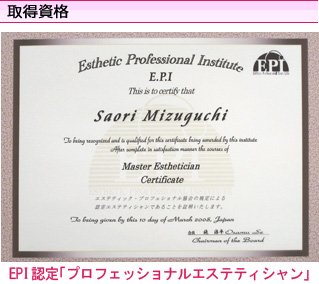 取得資格
EPI
Esthetic Professional Institute
E.P.I
This is to certify that
Saori Mizuguchi
To being recognized and is qualified for this certificate being awarded by this institute
After complete in satisfaction manner the courses of
Master Esthetician
Certificate
エステティック・プロフェッショナル協会の規定による
認定エステティシャンであることを証明いたします。
To being given by this 10 day of March 2008, Japan
Chairman of the Board
EPI認定「プロフェッショナルエステティシャン」